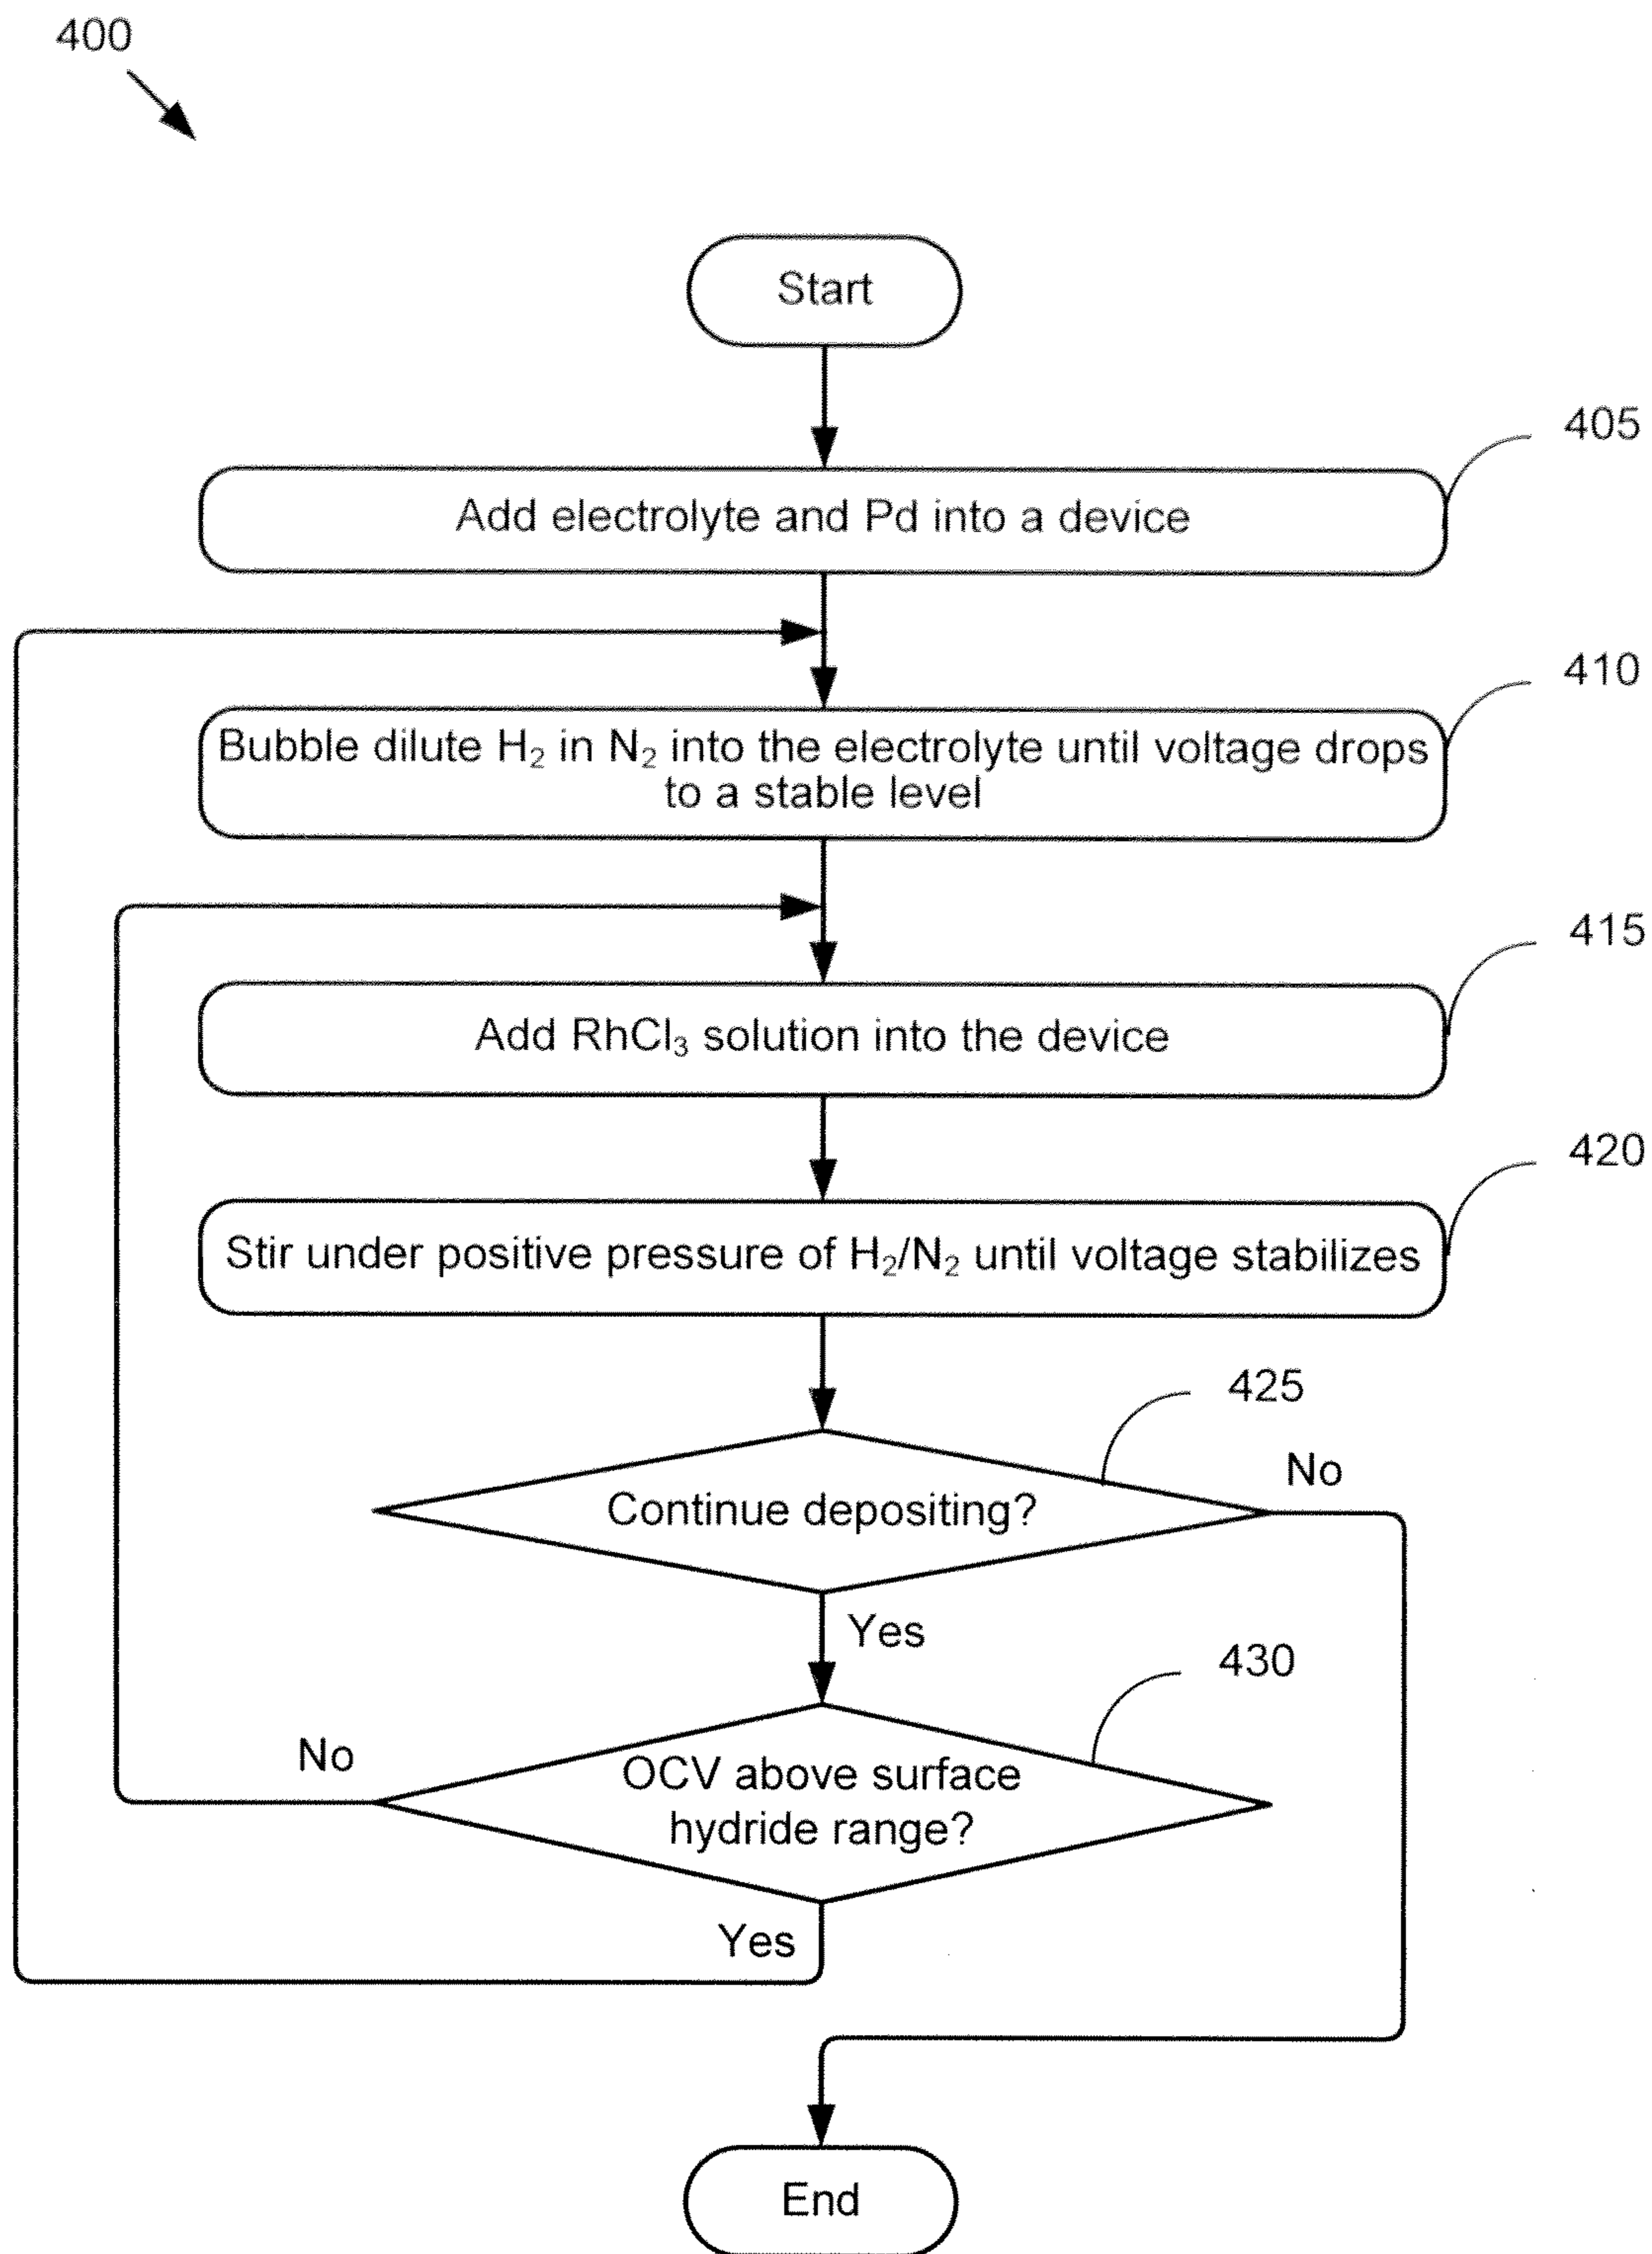 400
Start
405
Add electrolyte and Pd into a device
410
Bubble dilute H₂ in N₂ into the electrolyte until voltage drops
to a stable level
415
Add RhCl₃ solution into the device
420
Stir under positive pressure of H₂/N₂ until voltage stabilizes
425
No
Continue depositing?
Yes
430
No
OCV above surface
hydride range?
Yes
End